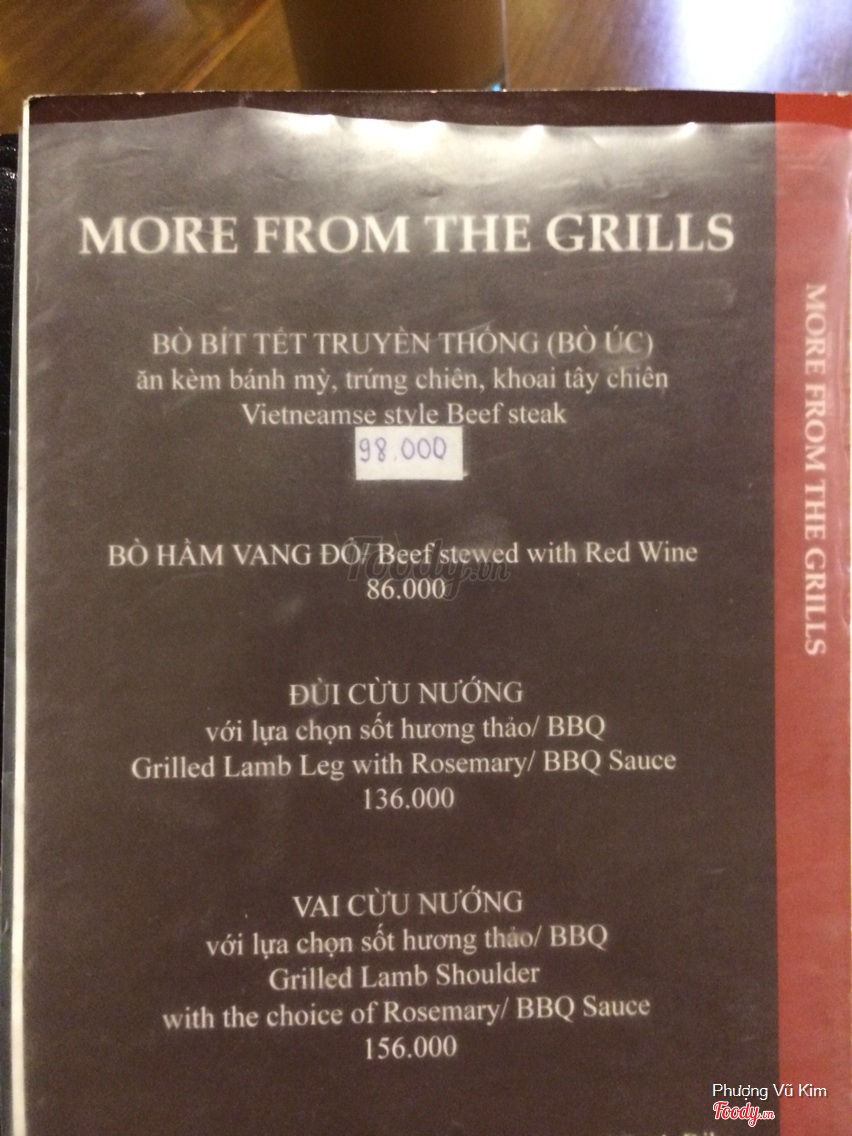 MORE FROM THE GRILLS
BÒ BÍT TẾT TRUYỀN THỐNG (BÒ ÚC)
ăn kèm bánh mỳ, trứng chiên, khoai tây chiên
Vietneamse style Beef steak
98.000
BÒ HẦM VANG ĐỎ/ Beef stewed with Red Wine
86.000
ĐÙI CỪU NƯỚNG
với lựa chọn sốt hương thảo/ BBQ
Grilled Lamb Leg with Rosemary/ BBQ Sauce
136.000
VAI CỪU NƯỚNG
với lựa chọn sốt hương thảo/ BBQ
Grilled Lamb Shoulder
with the choice of Rosemary/ BBQ Sauce
156.000
MORE FROM THE GRILLS
Foody.vn
Phượng Vũ Kim
Foody.vn